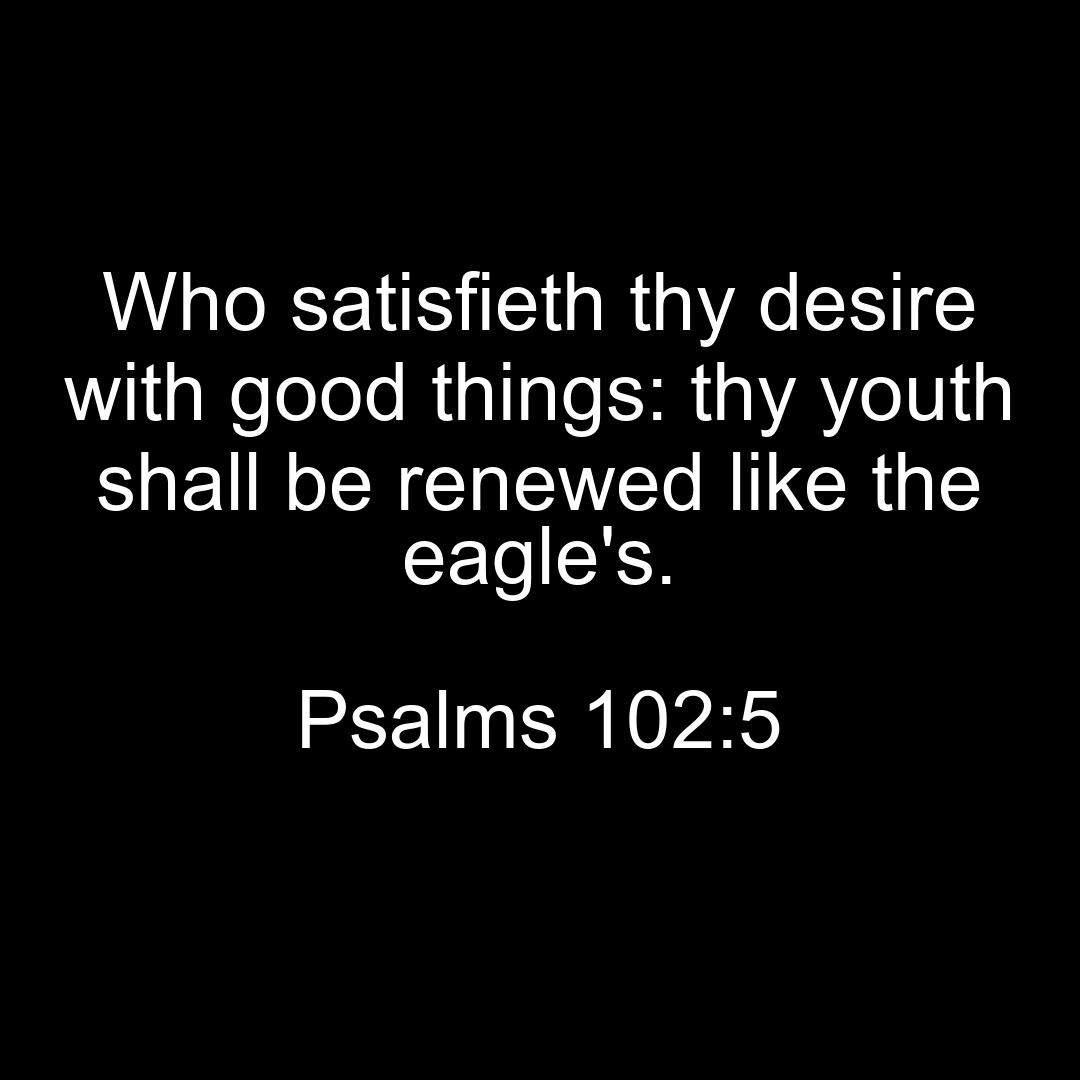 Who satisfieth thy desire
with good things: thy youth
shall be renewed like the
eagle's.
Psalms 102:5